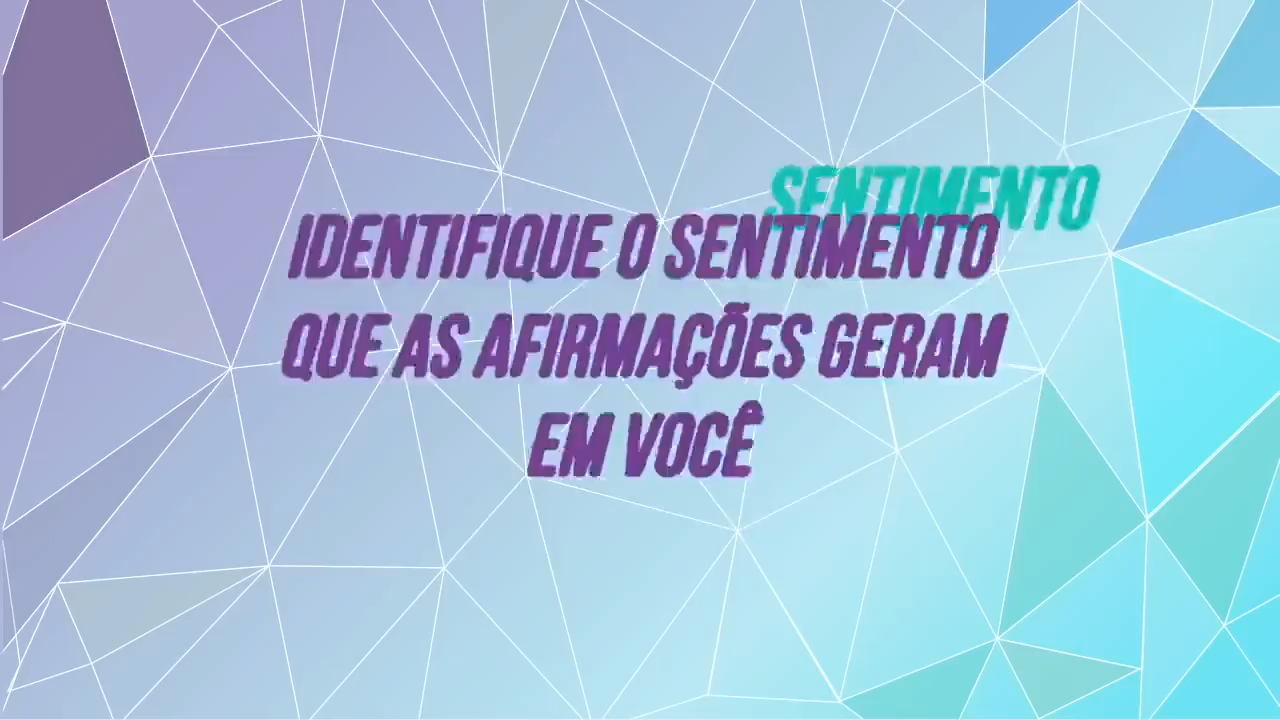 SENTIMENTO
IDENTIFIQUE O SENTIMENTO
QUE AS AFIRMAÇÕES GERAM
EM VOCÊ